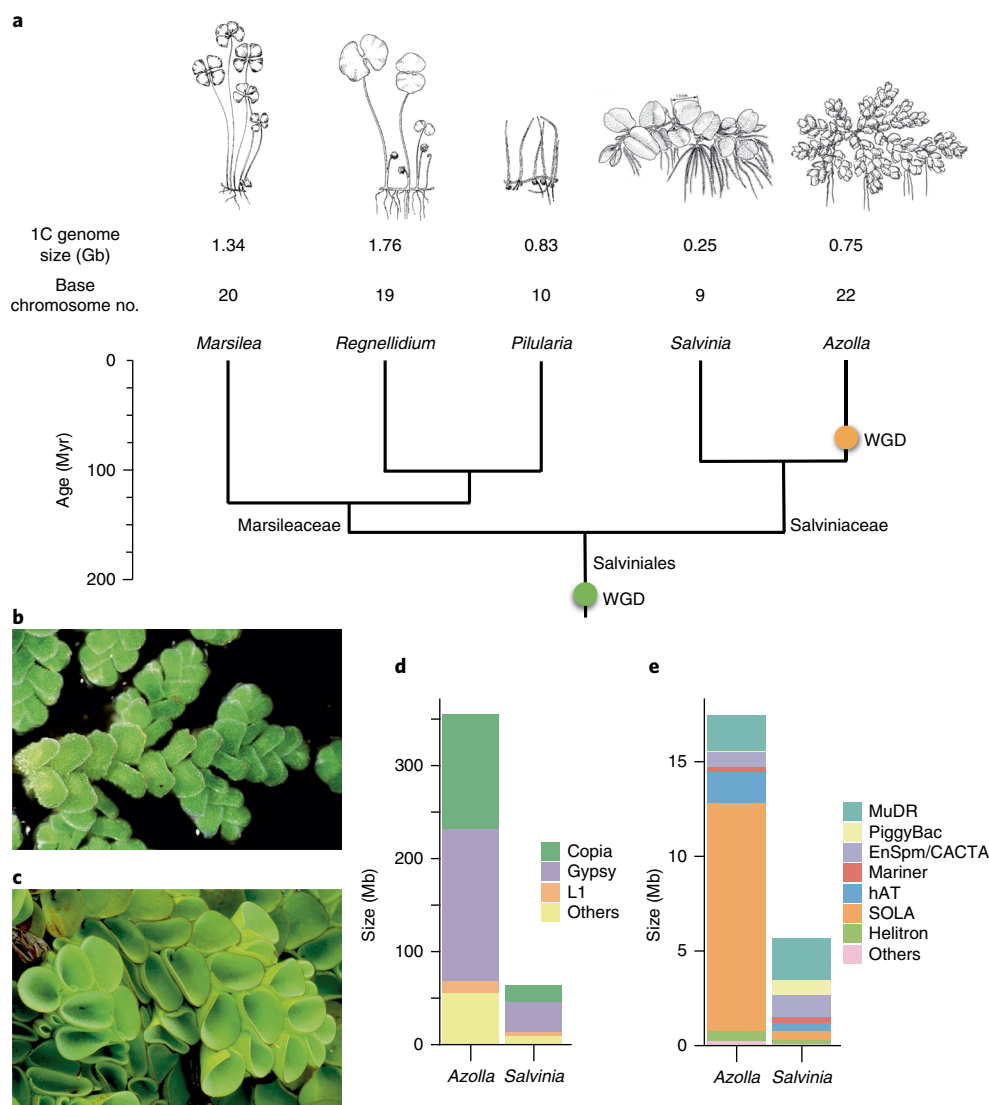 a
1C genome
size (Gb)
1.34
1.76
0.83
0.25
0.75
Base
chromosome no.
20
19
10
9
22
Marsilea
Regnellidium
Pilularia
Salvinia
Azolla
0
100
200
Age (Myr)
WGD
Marsileaceae
Salviniaceae
Salviniales
WGD
b
c
d
Size (Mb)
300
200
100
0
Azolla
Salvinia
Copia
Gypsy
L1
Others
e
Size (Mb)
15
10
5
0
Azolla
Salvinia
MuDR
PiggyBac
EnSpm/CACTA
Mariner
hAT
SOLA
Helitron
Others